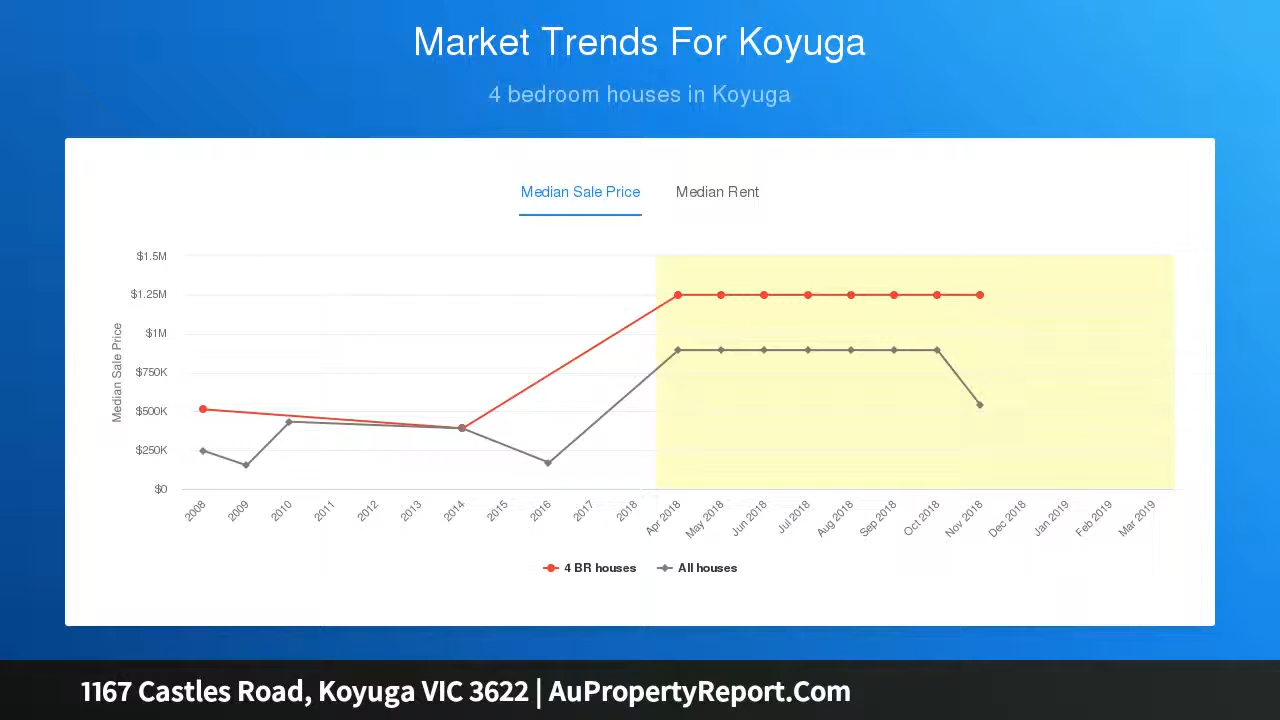 Market Trends For Koyuga
4 bedroom houses in Koyuga
Median Sale Price Median Rent
$1.5M
$1.25M
$1M
$750K
$500K
$250K
$0
Median Sale Price
2008 2009 2010 2011 2012 2013 2014 2015 2016 2017 2018 Apr 2018 May 2018 Jun 2018 Jul 2018 Aug 2018 Sep 2018 Oct 2018 Nov 2018 Dec 2018 Jan 2019 Feb 2019 Mar 2019
4 BR houses All houses
1167 Castles Road, Koyuga VIC 3622 | AuPropertyReport.Com